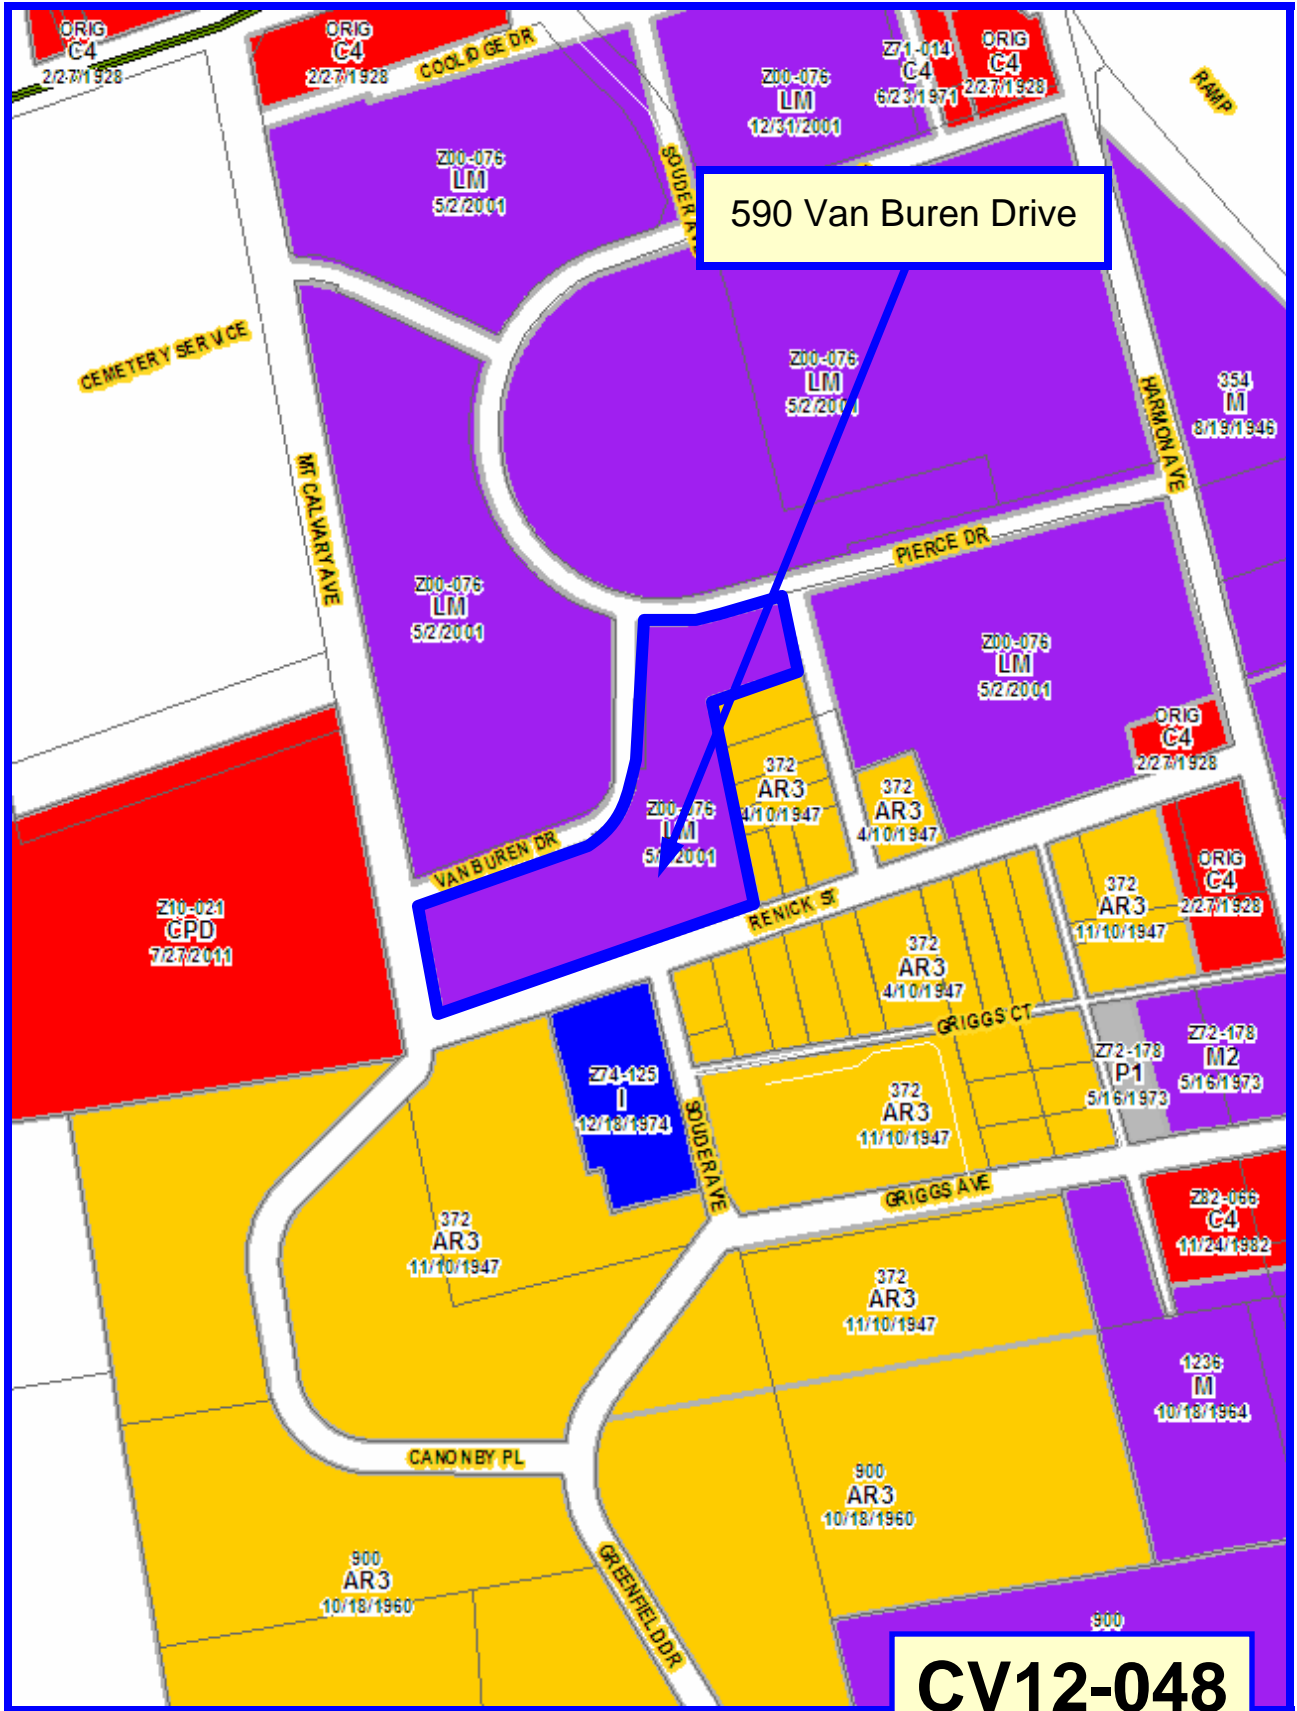 ORIG
C4
2/27/1928
ORIG
C4
2/27/1928
COOLIDGE DR
Z71-014
C4
6/23/1971
ORIG
C4
2/27/1928
Z00-076
LM
12/31/2001
RAMP
Z00-076
LM
5/2/2001
590 Van Buren Drive
CEMETERY SERVICE
Z00-076
LM
5/2/2001
HARMON AVE
354
M
8/19/1946
MT CALVARY AVE
PIERCE DR
Z00-076
LM
5/2/2001
Z00-076
LM
5/2/2001
ORIG
C4
2/27/1928
372
AR3
4/10/1947
372
AR3
4/10/1947
LM
VAN BUREN DR
RENICK ST
ORIG
C4
2/27/1928
372
AR3
11/10/1947
Z10-021
CPD
7/27/2011
372
AR3
4/10/1947
GRIGGS CT
Z72-178
P1
5/16/1973
Z72-178
M2
5/16/1973
Z74-125
I
12/18/1974
SOUDER AVE
372
AR3
11/10/1947
GRIGGS AVE
Z82-066
C4
11/24/1982
372
AR3
11/10/1947
372
AR3
11/10/1947
1236
M
10/18/1964
CANONBY PL
900
AR3
10/18/1960
900
AR3
10/18/1960
GREENFIELD DR
900
CV12-048